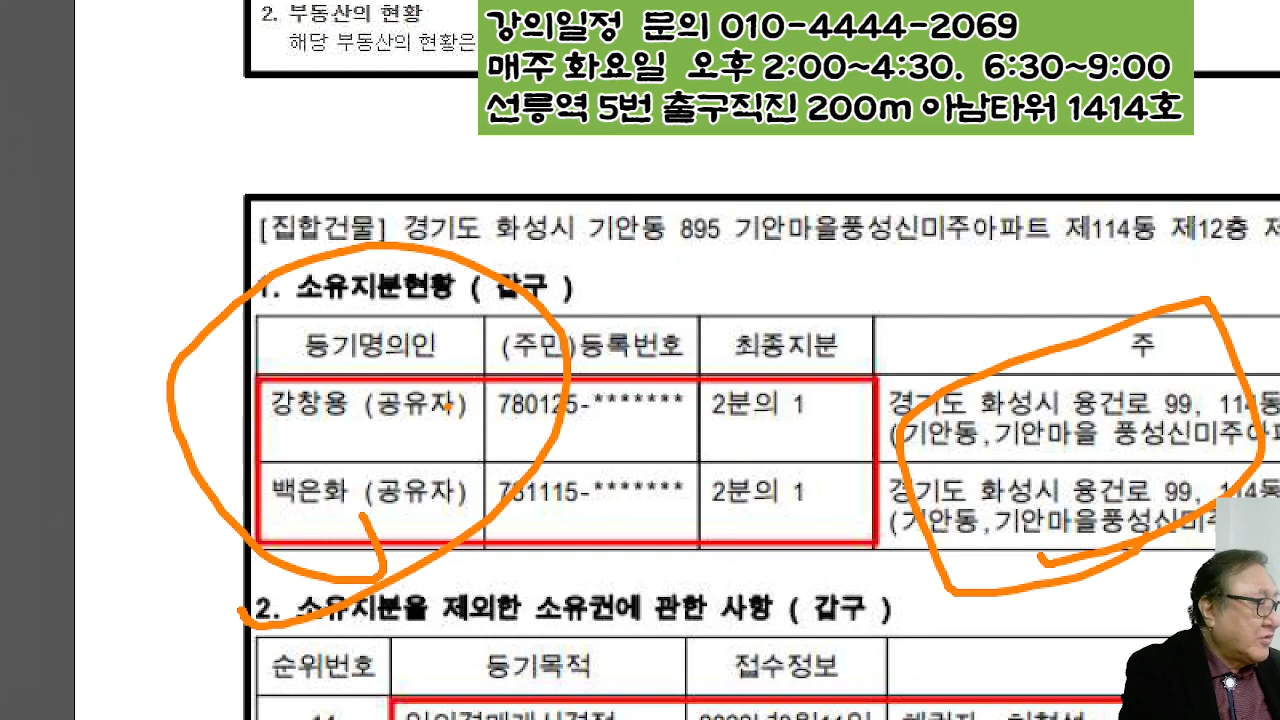 2. 부동산의 현황
해당 부동산의 현황은
강의일정 문의 010-4444-2069
매주 화요일 오후 2:00~4:30. 6:30~9:00
선릉역 5번 출구직진 200m 아남타워 1414호
[집합건물] 경기도 화성시 기안동 895 기안마을풍성신미주아파트 제114동 제12층
1. 소유지분현황 ( 갑구 )
등기명의인 (주민)등록번호 최종지분 주
강창용 (공유자) 780125-******* 2분의 1 경기도 화성시 융건로 99, 114동
(기안동,기안마을 풍성신미주아파
백은화 (공유자) 781115-******* 2분의 1 경기도 화성시 융건로 99, 114동
(기안동,기안마을풍성신미주
2. 소유지분을 제외한 소유권에 관한 사항 ( 갑구 )
순위번호 등기목적 접수정보